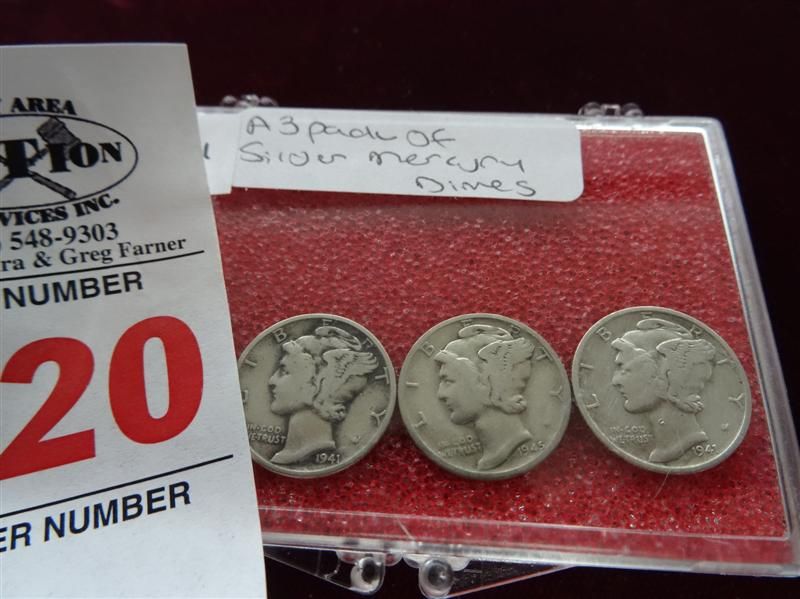 AREA
TION
VICES INC.
548-9303
ra & Greg Farner
NUMBER
20
ER NUMBER
A 3 pack OF
Silver mercury
Dimes
LIBERTY
IN·GOD
WE·TRUST
1941
LIBERTY
IN·GOD
WE·TRUST
1945
LIBERTY
IN·GOD
WE·TRUST
1941